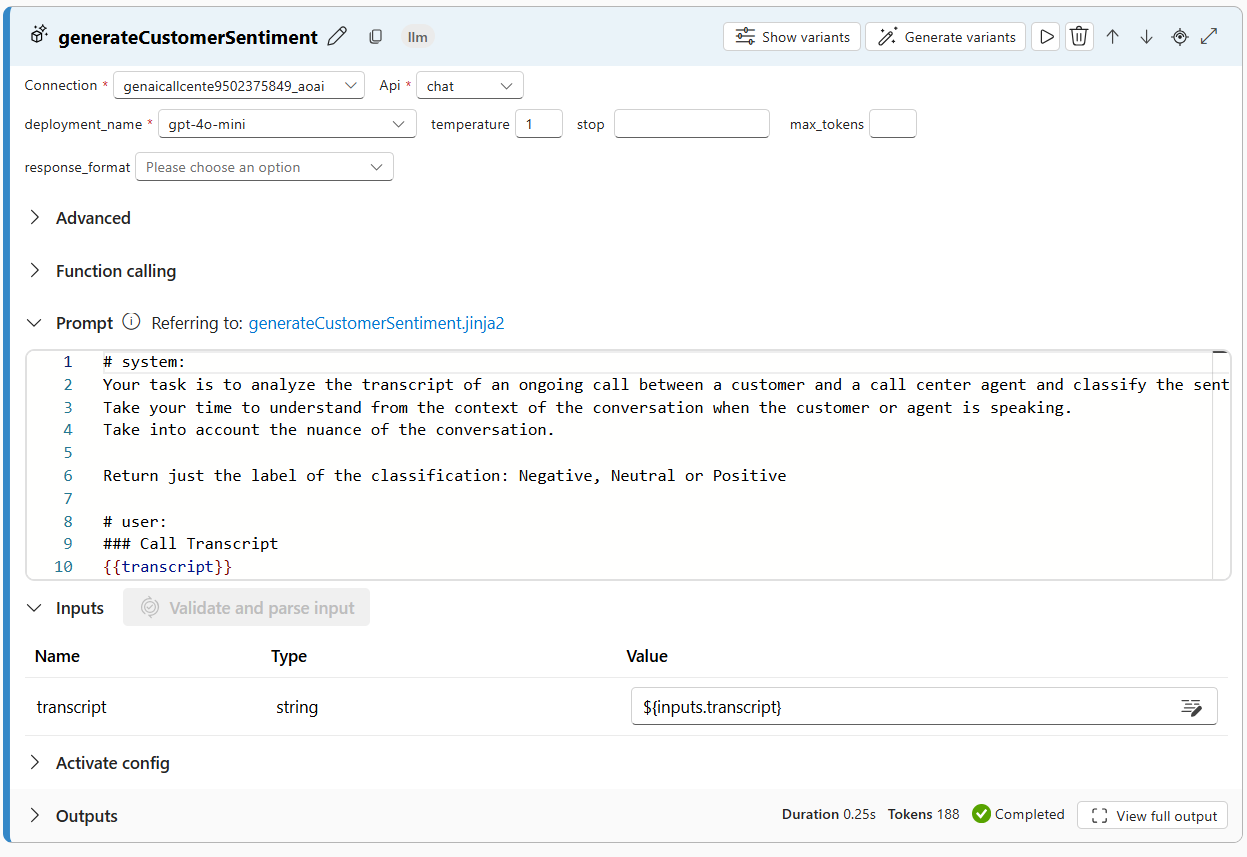 generateCustomerSentiment llm Show variants Generate variants
Connection * genaicallcente9502375849_aoai Api * chat
deployment_name * gpt-4o-mini temperature 1 stop max_tokens
response_format Please choose an option
Advanced
Function calling
Prompt Referring to: generateCustomerSentiment.jinja2
1 # system:
2 Your task is to analyze the transcript of an ongoing call between a customer and a call center agent and classify the sent
3 Take your time to understand from the context of the conversation when the customer or agent is speaking.
4 Take into account the nuance of the conversation.
5
6 Return just the label of the classification: Negative, Neutral or Positive
7
8 # user:
9 ### Call Transcript
10 {{transcript}}
Inputs Validate and parse input
Name Type Value
transcript string ${inputs.transcript}
Activate config
Outputs Duration 0.25s Tokens 188 Completed View full output